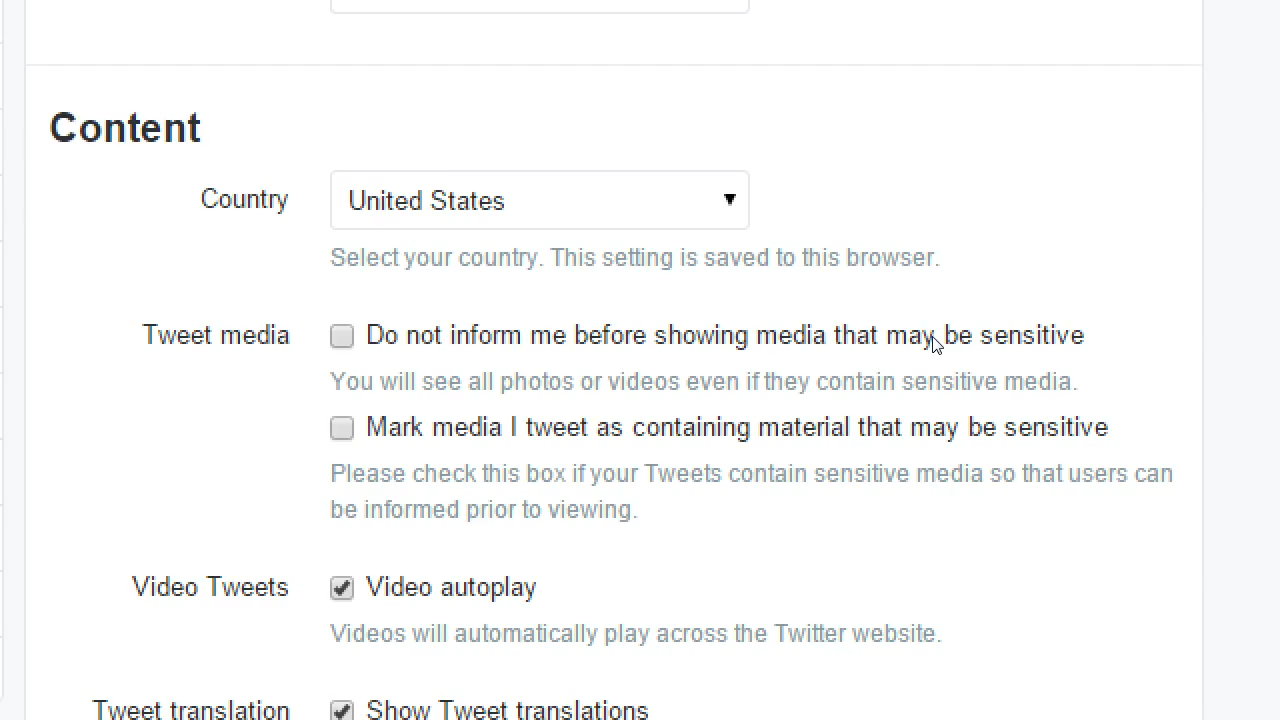 Content
Country
United States
Select your country. This setting is saved to this browser.
Tweet media
Do not inform me before showing media that may be sensitive
You will see all photos or videos even if they contain sensitive media.
Mark media I tweet as containing material that may be sensitive
Please check this box if your Tweets contain sensitive media so that users can
be informed prior to viewing.
Video Tweets
Video autoplay
Videos will automatically play across the Twitter website.
Tweet translation
Show Tweet translations